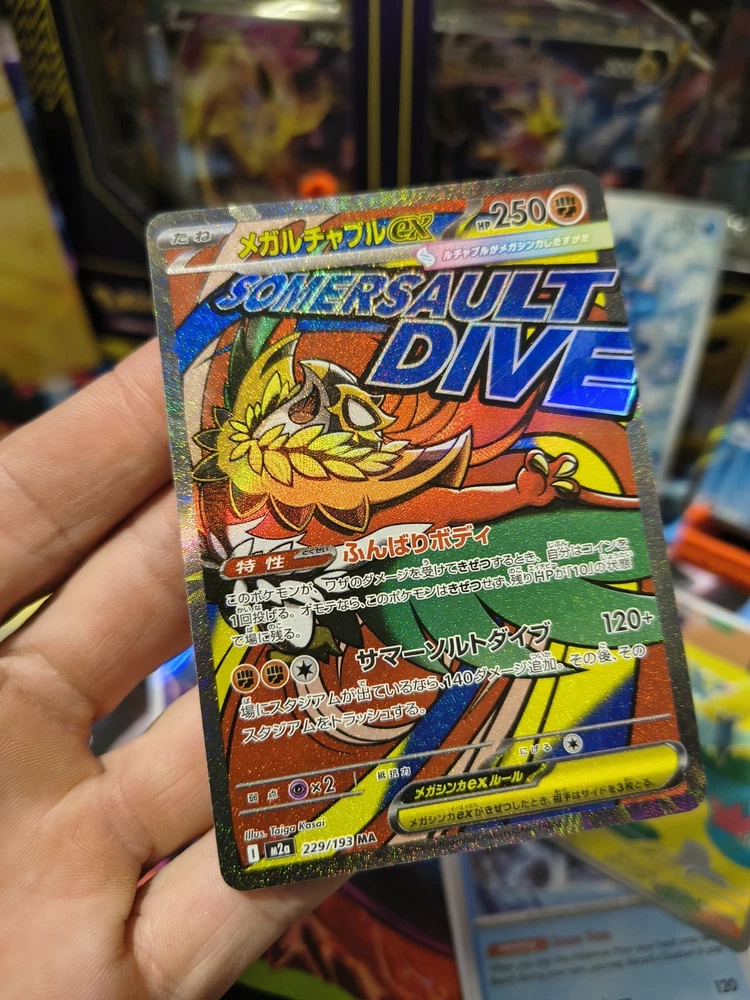 たね
メガルチャブルex
HP250
ルチャブルがメガシンカしたすがた
SOMERSAULT
DIVE
特性
とくせい
ふんばりボディ
このポケモンが、ワザのダメージを受けてきぜつするとき、自分はコインを
1回投げる。オモテなら、このポケモンはきぜつせず、残りHPが「10」の状態
で場に残る。
サマーソルトダイブ 120+
場にスタジアムが出ているなら、140ダメージ追加。その後、その
スタジアムをトラッシュする。
弱点 ×2 抵抗力 にげる
メガシンカexルール
メガシンカexがきぜつしたとき、相手はサイドを3枚とる。
Illus. Taiga Kasai
I m2a 229/193 MA
120